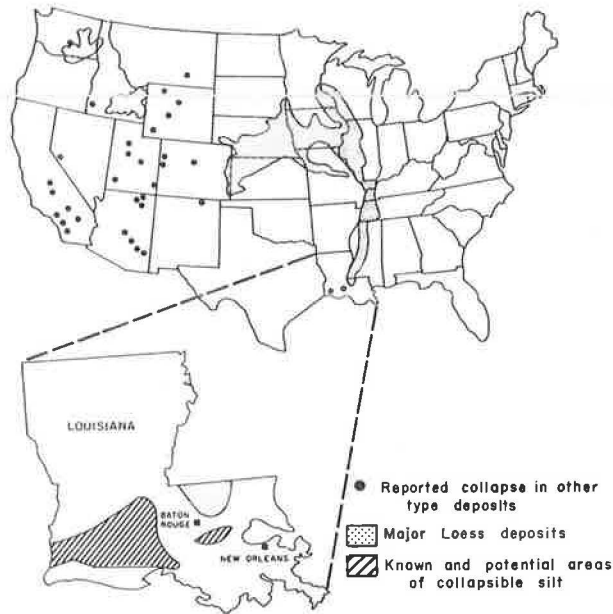 LOUISIANA
BATON
ROUGE
NEW ORLEANS
Reported collapse in other
type deposits
Major Loess deposits
Known and potential areas
of collapsible silt